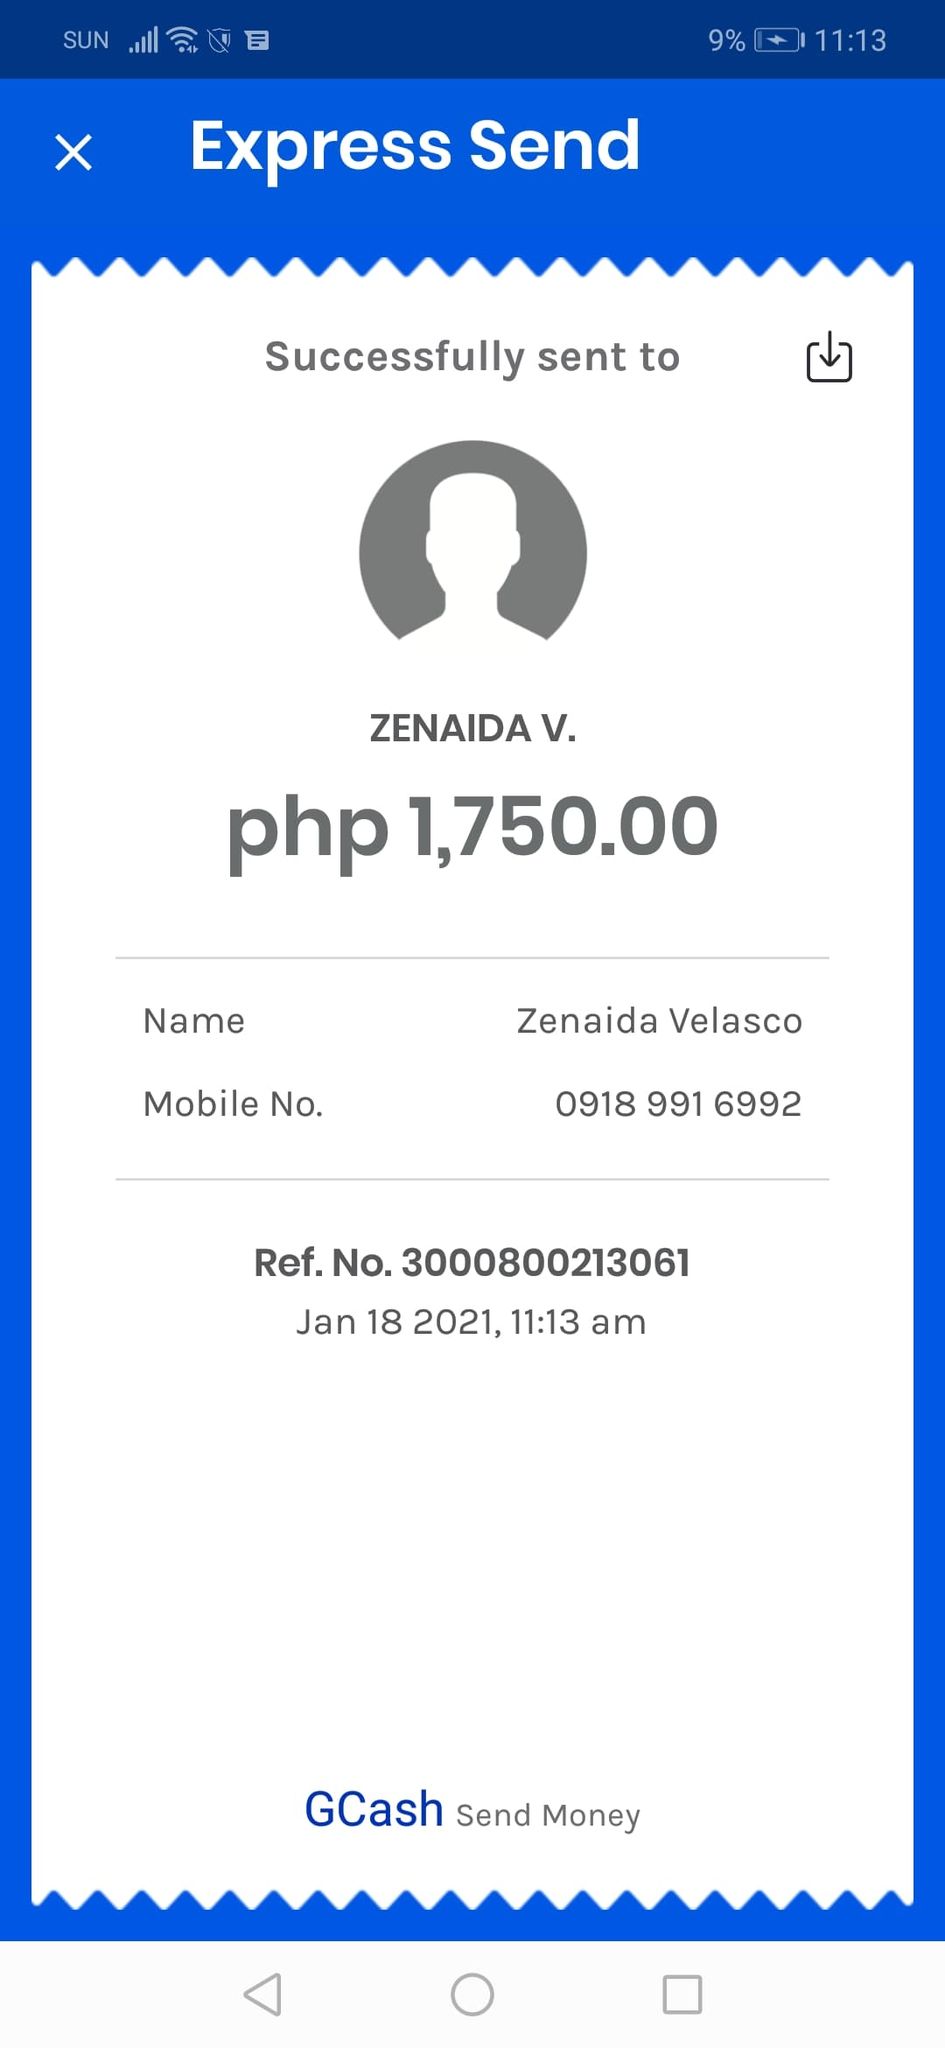 SUN 9% 11:13
Express Send
Successfully sent to
ZENAIDA V.
php 1,750.00
Name Zenaida Velasco
Mobile No. 0918 991 6992
Ref. No. 3000800213061
Jan 18 2021, 11:13 am
GCash Send Money